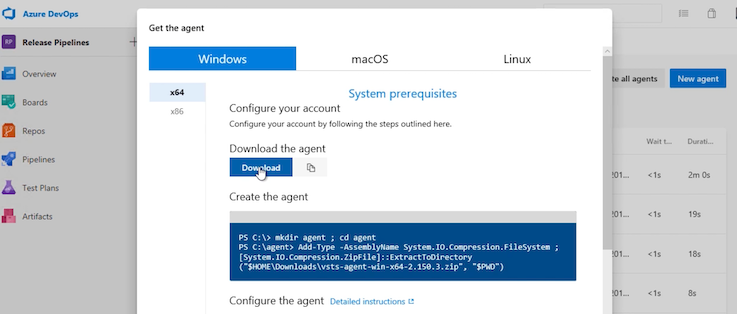 Azure DevOps
Get the agent
RP Release Pipelines +
Windows macOS Linux
Overview
x64
System prerequisites
te all agents New agent
x86
Configure your account
Boards
Configure your account by following the steps outlined here.
Repos
Download the agent
Wait t... Durati...
Pipelines
Download
201... <1s 2m 0s
Test Plans
Create the agent
Artifacts
201... <1s 19s
PS C:\> mkdir agent ; cd agent
PS C:\agent> Add-Type -AssemblyName System.IO.Compression.FileSystem ;
[System.IO.Compression.ZipFile]::ExtractToDirectory
("$HOME\Downloads\vsts-agent-win-x64-2.150.3.zip", "$PWD")
201... <1s 18s
Configure the agent Detailed instructions
201... <1s 8s